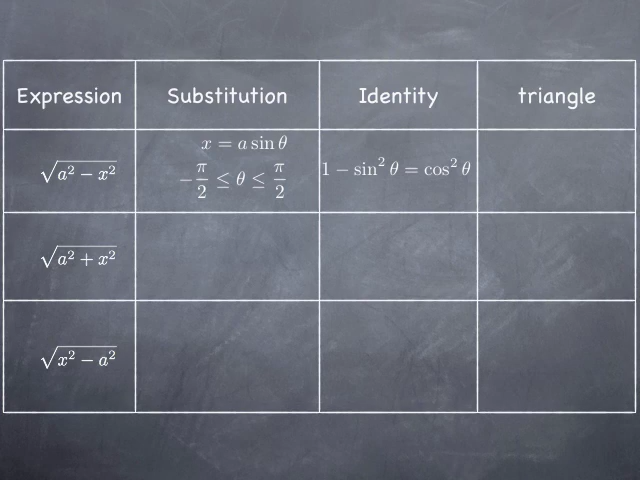 Expression Substitution Identity triangle
√(a² − x²) x = a sin θ 1 − sin² θ = cos² θ
−π/2 ≤ θ ≤ π/2
√(a² + x²)
√(x² − a²)